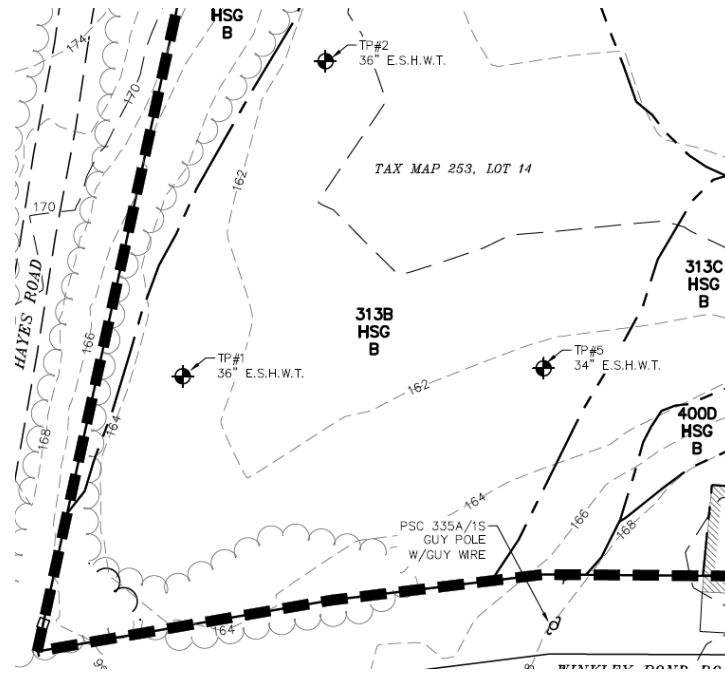 HSG
B
174
TP#2
36" E.S.H.W.T.
170
162
TAX MAP 253, LOT 14
170
HAYES ROAD
313C
HSG
B
313B
HSG
B
166
TP#1
36" E.S.H.W.T.
TP#5
34" E.S.H.W.T.
162
400D
HSG
B
164
168
164
PSC 335A/1S
GUY POLE
W/GUY WIRE
166
168
164